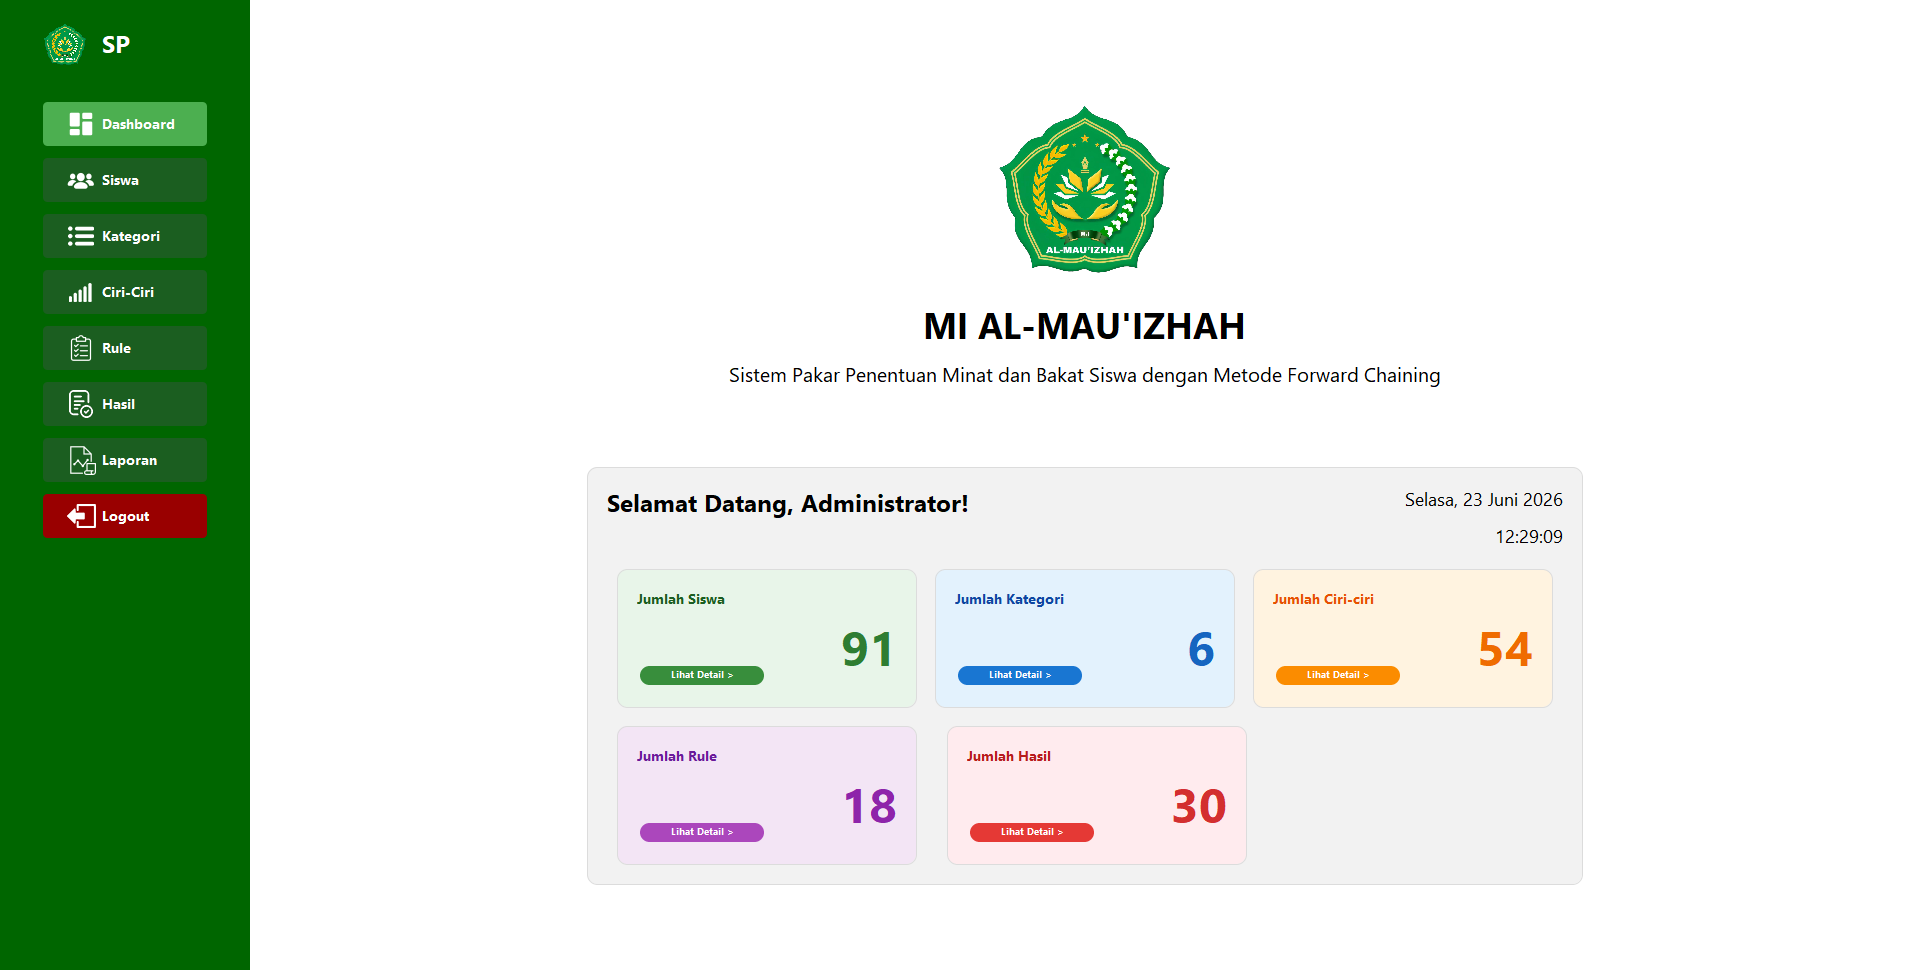 SP
Dashboard
Siswa
Kategori
Ciri-Ciri
Rule
Hasil
Laporan
Logout
AL-MAU'IZHAH
MI AL-MAU'IZHAH
Sistem Pakar Penentuan Minat dan Bakat Siswa dengan Metode Forward Chaining
Selamat Datang, Administrator!
Selasa, 23 Juni 2026
12:29:09
Jumlah Siswa
91
Lihat Detail >
Jumlah Kategori
6
Lihat Detail >
Jumlah Ciri-ciri
54
Lihat Detail >
Jumlah Rule
18
Lihat Detail >
Jumlah Hasil
30
Lihat Detail >